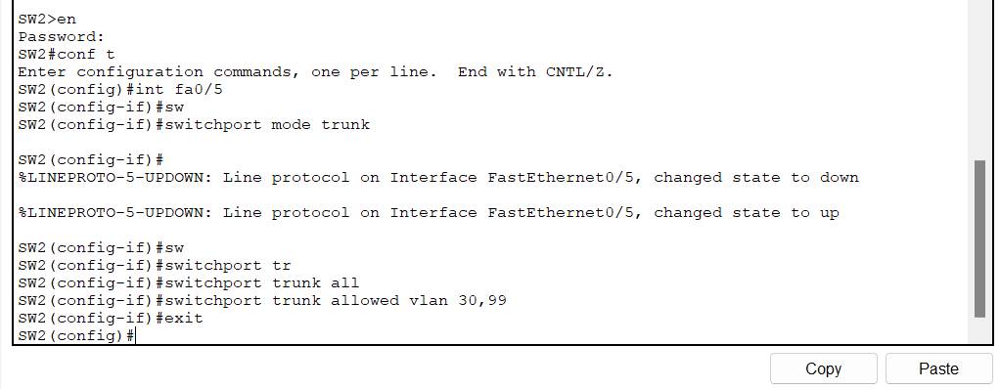 SW2>en
Password:
SW2#conf t
Enter configuration commands, one per line.  End with CNTL/Z.
SW2(config)#int fa0/5
SW2(config-if)#sw
SW2(config-if)#switchport mode trunk
SW2(config-if)#
%LINEPROTO-5-UPDOWN: Line protocol on Interface FastEthernet0/5, changed state to down
%LINEPROTO-5-UPDOWN: Line protocol on Interface FastEthernet0/5, changed state to up
SW2(config-if)#sw
SW2(config-if)#switchport tr
SW2(config-if)#switchport trunk all
SW2(config-if)#switchport trunk allowed vlan 30,99
SW2(config-if)#exit
SW2(config)#
Copy Paste